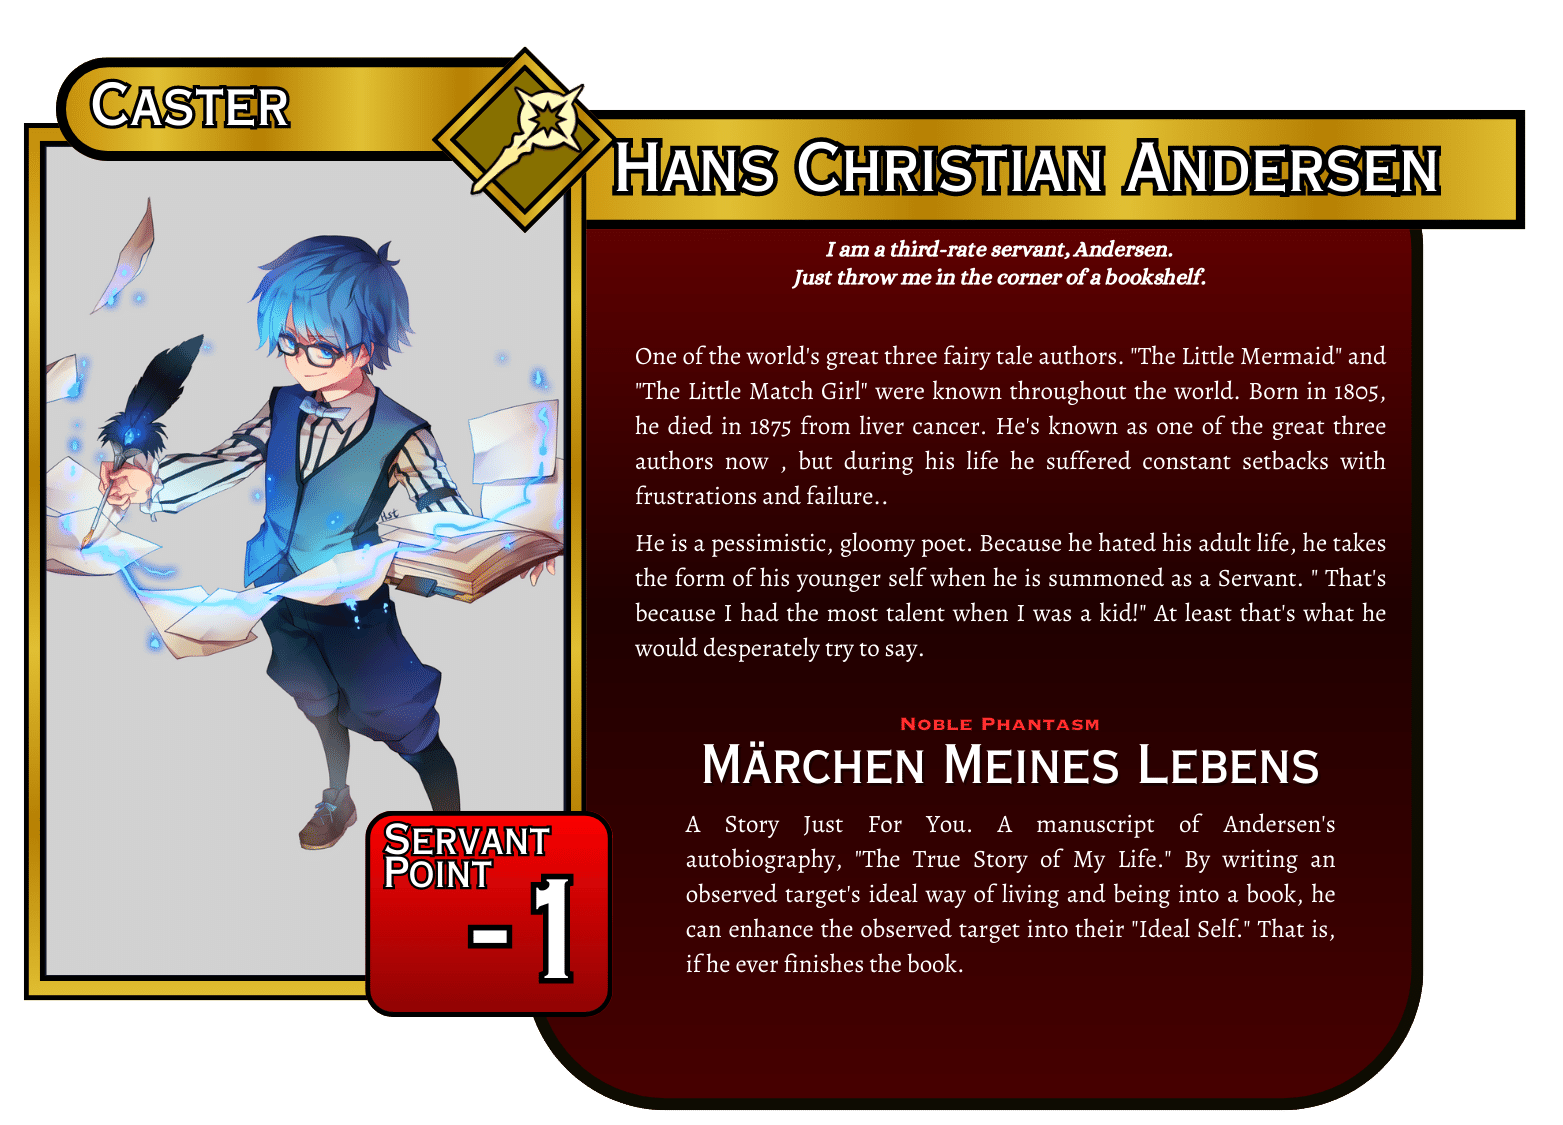 Caster
Hans Christian Andersen
I am a third-rate servant, Andersen.
Just throw me in the corner of a bookshelf.
One of the world's great three fairy tale authors. "The Little Mermaid" and
"The Little Match Girl" were known throughout the world. Born in 1805,
he died in 1875 from liver cancer. He's known as one of the great three
authors now , but during his life he suffered constant setbacks with
frustrations and failure..
He is a pessimistic, gloomy poet. Because he hated his adult life, he takes
the form of his younger self when he is summoned as a Servant. " That's
because I had the most talent when I was a kid!" At least that's what he
would desperately try to say.
Noble Phantasm
Märchen Meines Lebens
A Story Just For You. A manuscript of Andersen's
autobiography, "The True Story of My Life." By writing an
observed target's ideal way of living and being into a book, he
can enhance the observed target into their "Ideal Self." That is,
if he ever finishes the book.
Servant
Point
-1